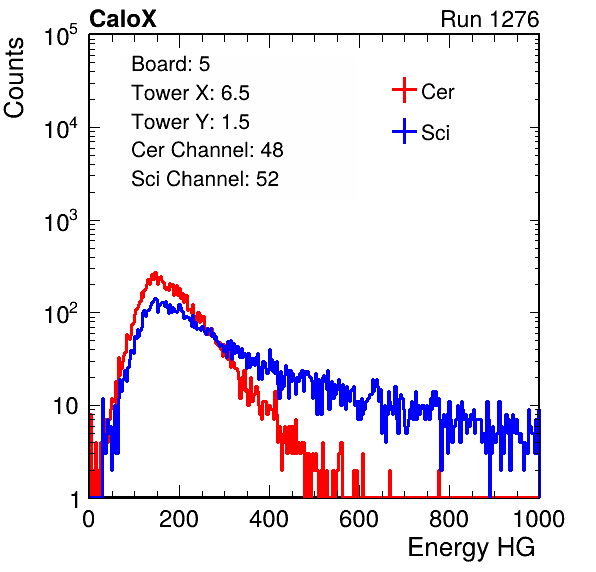 CaloX Run 1276
Counts
Board: 5
Tower X: 6.5
Tower Y: 1.5
Cer Channel: 48
Sci Channel: 52
Cer
Sci
10^5
10^4
10^3
10^2
10
1
0 200 400 600 800 1000
Energy HG